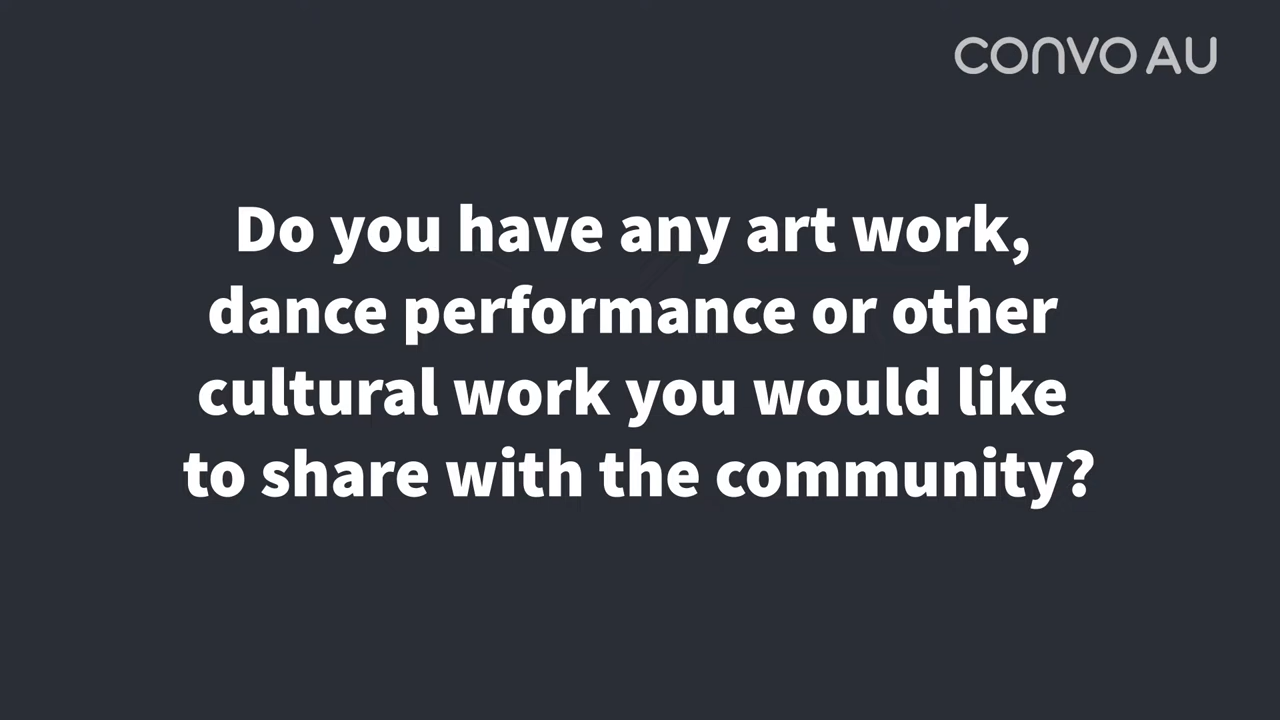 CONVO AU
Do you have any art work,
dance performance or other
cultural work you would like
to share with the community?